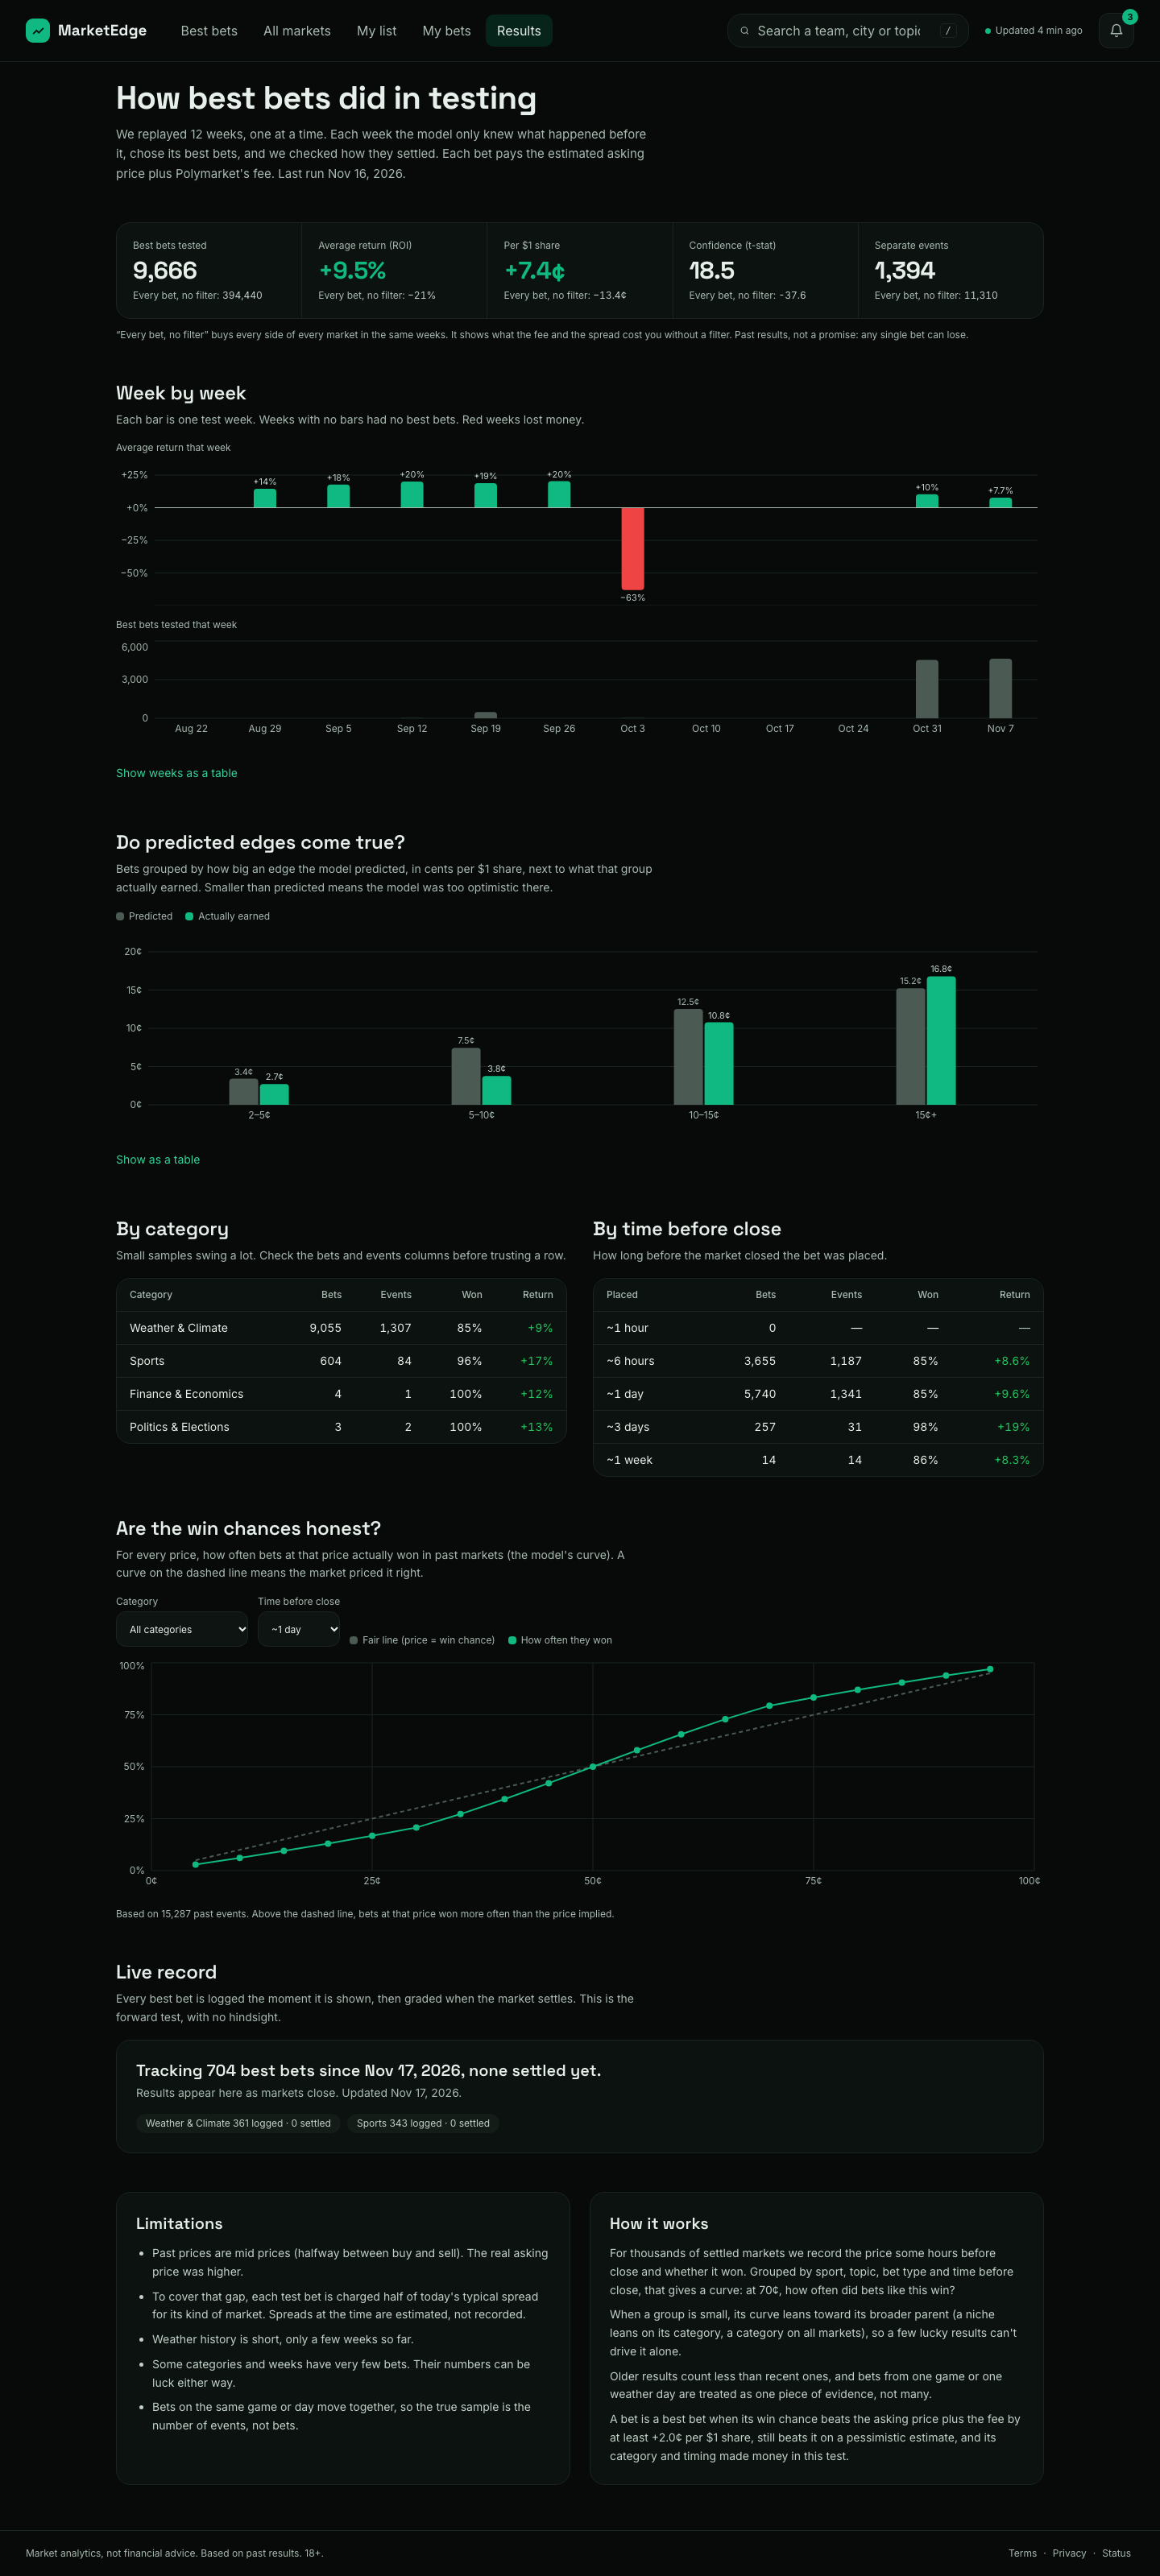 MarketEdge
Best bets
All markets
My list
My bets
Results
Search a team, city or topic
/
Updated 4 min ago
3
How best bets did in testing
We replayed 12 weeks, one at a time. Each week the model only knew what happened before
it, chose its best bets, and we checked how they settled. Each bet pays the estimated asking
price plus Polymarket's fee. Last run Nov 16, 2026.
Best bets tested
9,666
Every bet, no filter: 394,440
Average return (ROI)
+9.5%
Every bet, no filter: −21%
Per $1 share
+7.4¢
Every bet, no filter: −13.4¢
Confidence (t-stat)
18.5
Every bet, no filter: -37.6
Separate events
1,394
Every bet, no filter: 11,310
“Every bet, no filter” buys every side of every market in the same weeks. It shows what the fee and the spread cost you without a filter. Past results, not a promise: any single bet can lose.
Week by week
Each bar is one test week. Weeks with no bars had no best bets. Red weeks lost money.
Average return that week
+25%
+0%
−25%
−50%
+14%
+18%
+20%
+19%
+20%
−63%
+10%
+7.7%
Best bets tested that week
6,000
3,000
0
Aug 22
Aug 29
Sep 5
Sep 12
Sep 19
Sep 26
Oct 3
Oct 10
Oct 17
Oct 24
Oct 31
Nov 7
Show weeks as a table
Do predicted edges come true?
Bets grouped by how big an edge the model predicted, in cents per $1 share, next to what that group
actually earned. Smaller than predicted means the model was too optimistic there.
Predicted
Actually earned
20¢
15¢
10¢
5¢
0¢
3.4¢
2.7¢
7.5¢
3.8¢
12.5¢
10.8¢
15.2¢
16.8¢
2–5¢
5–10¢
10–15¢
15¢+
Show as a table
By category
Small samples swing a lot. Check the bets and events columns before trusting a row.
Category Bets Events Won Return
Weather & Climate 9,055 1,307 85% +9%
Sports 604 84 96% +17%
Finance & Economics 4 1 100% +12%
Politics & Elections 3 2 100% +13%
By time before close
How long before the market closed the bet was placed.
Placed Bets Events Won Return
~1 hour 0 — — —
~6 hours 3,655 1,187 85% +8.6%
~1 day 5,740 1,341 85% +9.6%
~3 days 257 31 98% +19%
~1 week 14 14 86% +8.3%
Are the win chances honest?
For every price, how often bets at that price actually won in past markets (the model's curve). A
curve on the dashed line means the market priced it right.
Category
All categories
Time before close
~1 day
Fair line (price = win chance)
How often they won
100%
75%
50%
25%
0%
0¢
25¢
50¢
75¢
100¢
Based on 15,287 past events. Above the dashed line, bets at that price won more often than the price implied.
Live record
Every best bet is logged the moment it is shown, then graded when the market settles. This is the
forward test, with no hindsight.
Tracking 704 best bets since Nov 17, 2026, none settled yet.
Results appear here as markets close. Updated Nov 17, 2026.
Weather & Climate 361 logged · 0 settled
Sports 343 logged · 0 settled
Limitations
• Past prices are mid prices (halfway between buy and sell). The real asking
price was higher.
• To cover that gap, each test bet is charged half of today's typical spread
for its kind of market. Spreads at the time are estimated, not recorded.
• Weather history is short, only a few weeks so far.
• Some categories and weeks have very few bets. Their numbers can be
luck either way.
• Bets on the same game or day move together, so the true sample is the
number of events, not bets.
How it works
For thousands of settled markets we record the price some hours before
close and whether it won. Grouped by sport, topic, bet type and time before
close, that gives a curve: at 70¢, how often did bets like this win?
When a group is small, its curve leans toward its broader parent (a niche
leans on its category, a category on all markets), so a few lucky results can't
drive it alone.
Older results count less than recent ones, and bets from one game or one
weather day are treated as one piece of evidence, not many.
A bet is a best bet when its win chance beats the asking price plus the fee by
at least +2.0¢ per $1 share, still beats it on a pessimistic estimate, and its
category and timing made money in this test.
Market analytics, not financial advice. Based on past results. 18+.
Terms · Privacy · Status